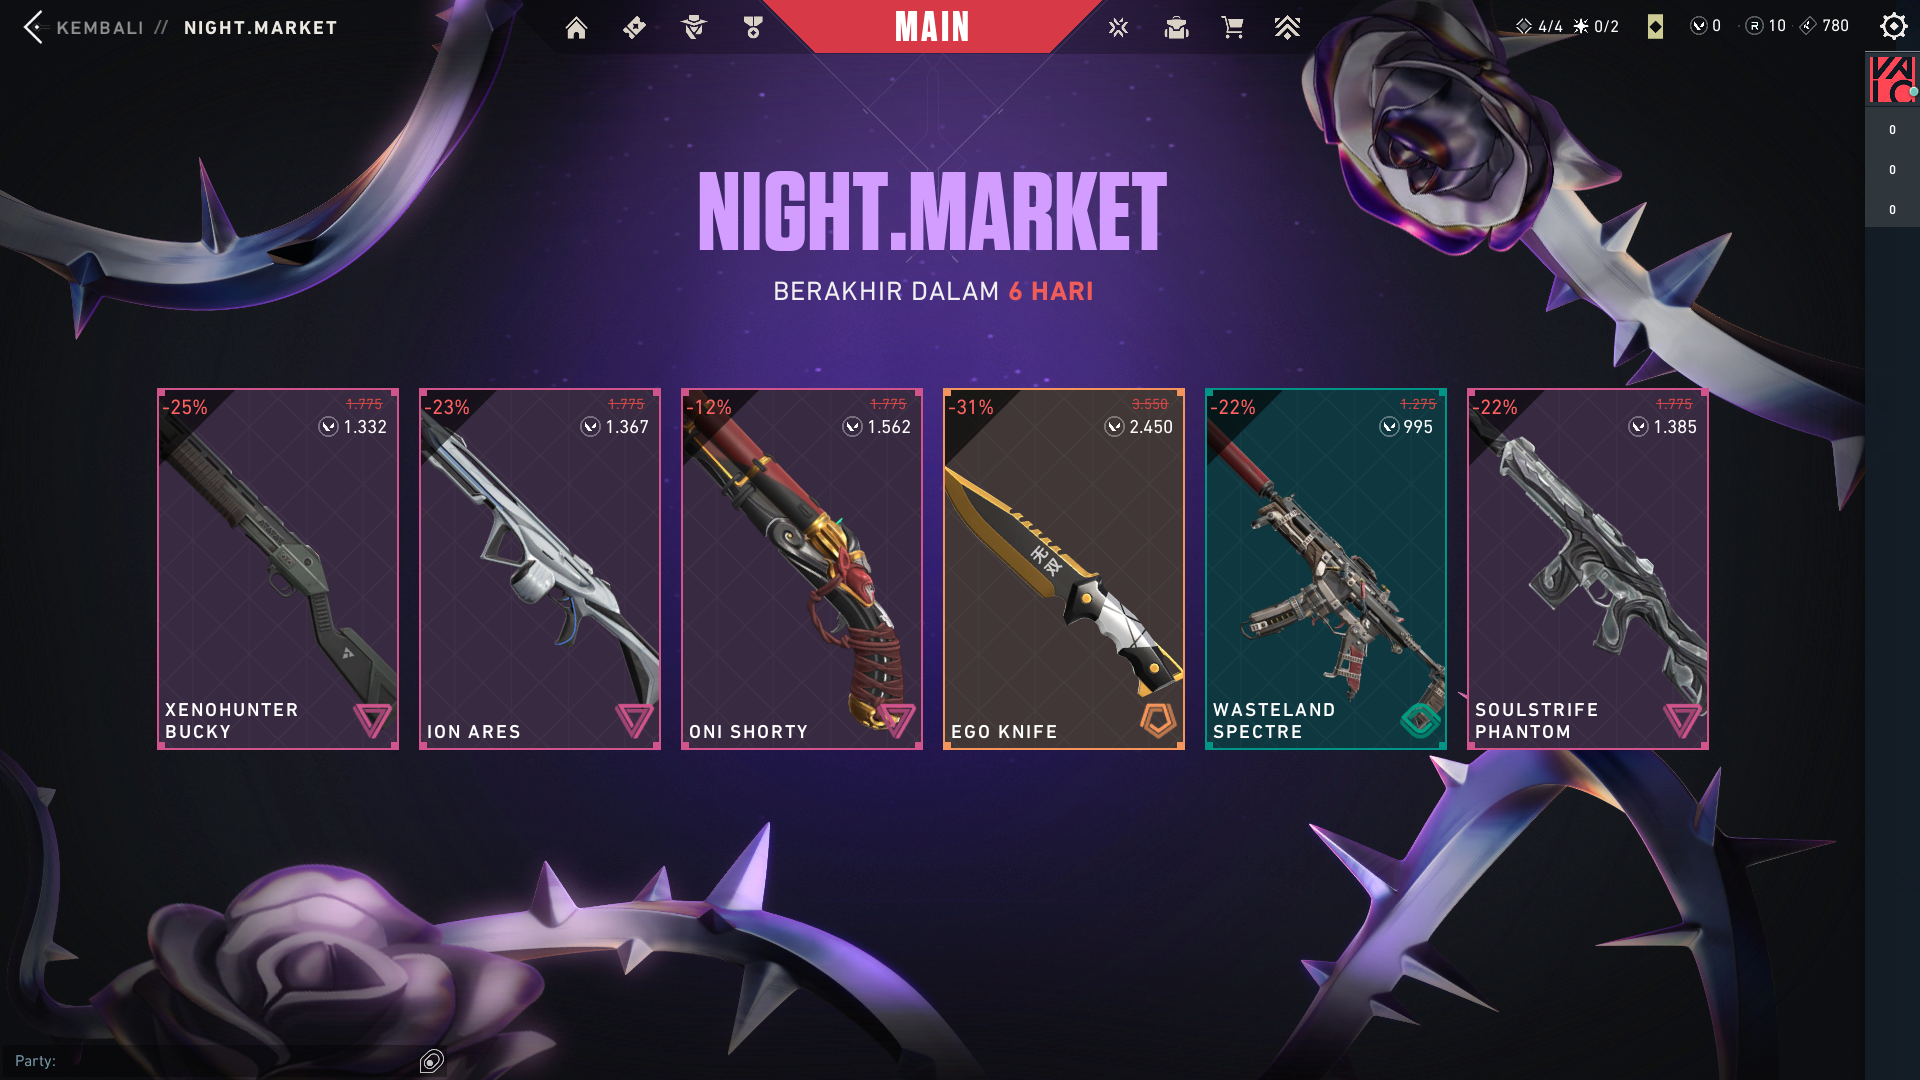 KEMBALI // NIGHT.MARKET
MAIN
4/4 0/2
0 10 780
0
0
0
NIGHT.MARKET
BERAKHIR DALAM 6 HARI
-25% 1.775
1.332
XENOHUNTER
BUCKY
-23% 1.775
1.367
ION ARES
-12% 1.775
1.562
ONI SHORTY
-31% 3.550
2.450
无双
EGO KNIFE
-22% 1.275
995
WASTELAND
SPECTRE
-22% 1.775
1.385
SOULSTRIFE
PHANTOM
Party: